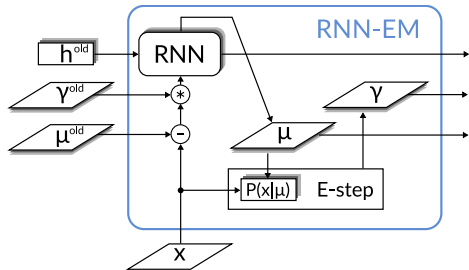 RNN-EM
h^old
RNN
γ^old
*
γ
μ^old
-
μ
P(x|μ)
E-step
x